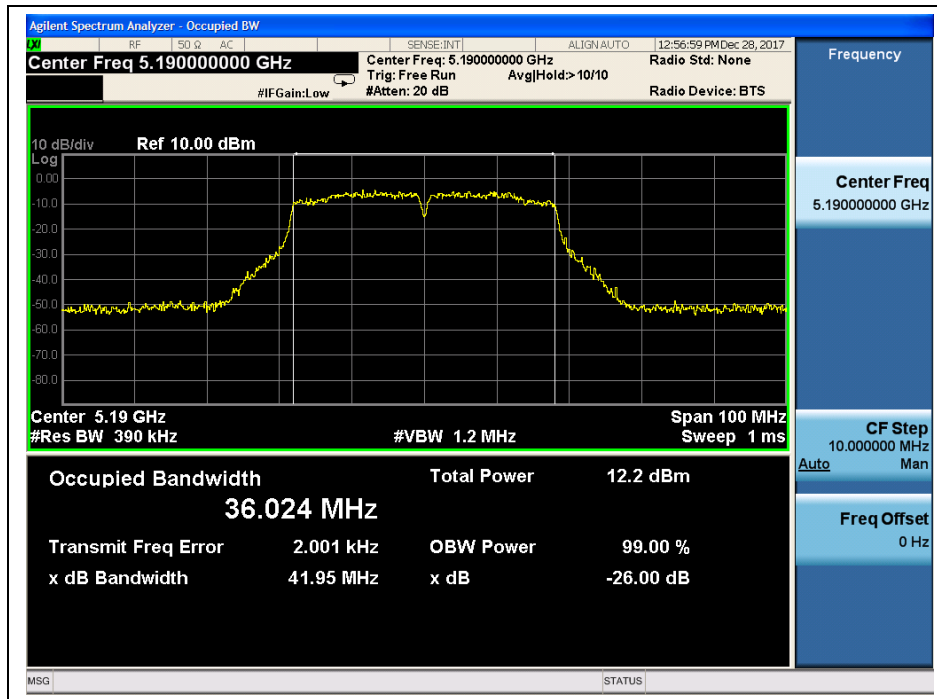 Agilent Spectrum Analyzer - Occupied BW
LXI RF 50 Ω AC SENSE:INT ALIGN AUTO 12:56:59 PM Dec 28, 2017
Center Freq 5.190000000 GHz
Center Freq: 5.190000000 GHz
Radio Std: None
Trig: Free Run Avg|Hold:>10/10
#IFGain:Low #Atten: 20 dB Radio Device: BTS
10 dB/div Ref 10.00 dBm
Log
0.00
-10.0
-20.0
-30.0
-40.0
-50.0
-60.0
-70.0
-80.0
Center 5.19 GHz Span 100 MHz
#Res BW 390 kHz #VBW 1.2 MHz Sweep 1 ms
Occupied Bandwidth Total Power 12.2 dBm
36.024 MHz
Transmit Freq Error 2.001 kHz OBW Power 99.00 %
x dB Bandwidth 41.95 MHz x dB -26.00 dB
MSG STATUS
Frequency
Center Freq
5.190000000 GHz
CF Step
10.000000 MHz
Auto Man
Freq Offset
0 Hz